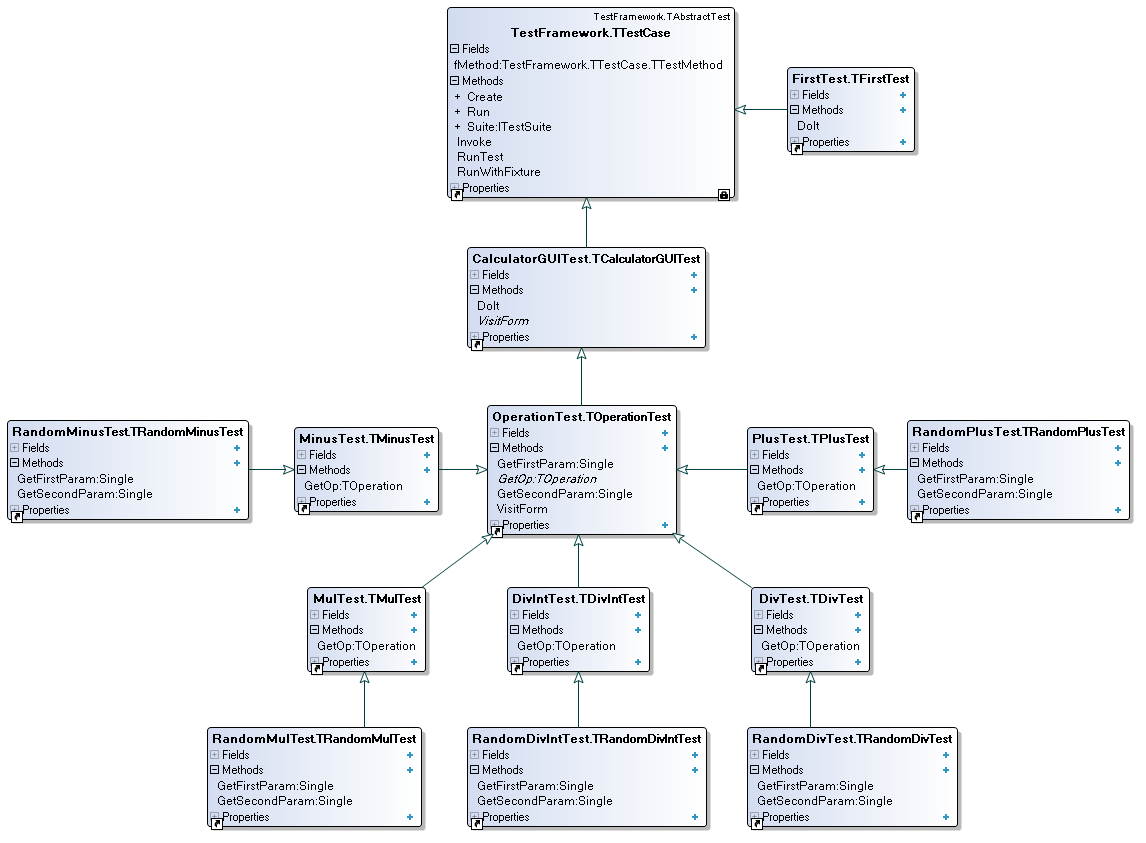 TestFramework.TAbstractTest
TestFramework.TTestCase
Fields
fMethod:TestFramework.TTestCase.TTestMethod
Methods
+ Create
+ Run
+ Suite:ITestSuite
Invoke
RunTest
RunWithFixture
Properties
FirstTest.TFirstTest
Fields
Methods
DoIt
Properties
CalculatorGUITest.TCalculatorGUITest
Fields
Methods
DoIt
VisitForm
Properties
RandomMinusTest.TRandomMinusTest
Fields
Methods
GetFirstParam:Single
GetSecondParam:Single
Properties
MinusTest.TMinusTest
Fields
Methods
GetOp:TOperation
Properties
OperationTest.TOperationTest
Fields
Methods
GetFirstParam:Single
GetOp:TOperation
GetSecondParam:Single
VisitForm
Properties
PlusTest.TPlusTest
Fields
Methods
GetOp:TOperation
Properties
RandomPlusTest.TRandomPlusTest
Fields
Methods
GetFirstParam:Single
GetSecondParam:Single
Properties
MulTest.TMulTest
Fields
Methods
GetOp:TOperation
Properties
DivIntTest.TDivIntTest
Fields
Methods
GetOp:TOperation
Properties
DivTest.TDivTest
Fields
Methods
GetOp:TOperation
Properties
RandomMulTest.TRandomMulTest
Fields
Methods
GetFirstParam:Single
GetSecondParam:Single
Properties
RandomDivIntTest.TRandomDivIntTest
Fields
Methods
GetFirstParam:Single
GetSecondParam:Single
Properties
RandomDivTest.TRandomDivTest
Fields
Methods
GetFirstParam:Single
GetSecondParam:Single
Properties